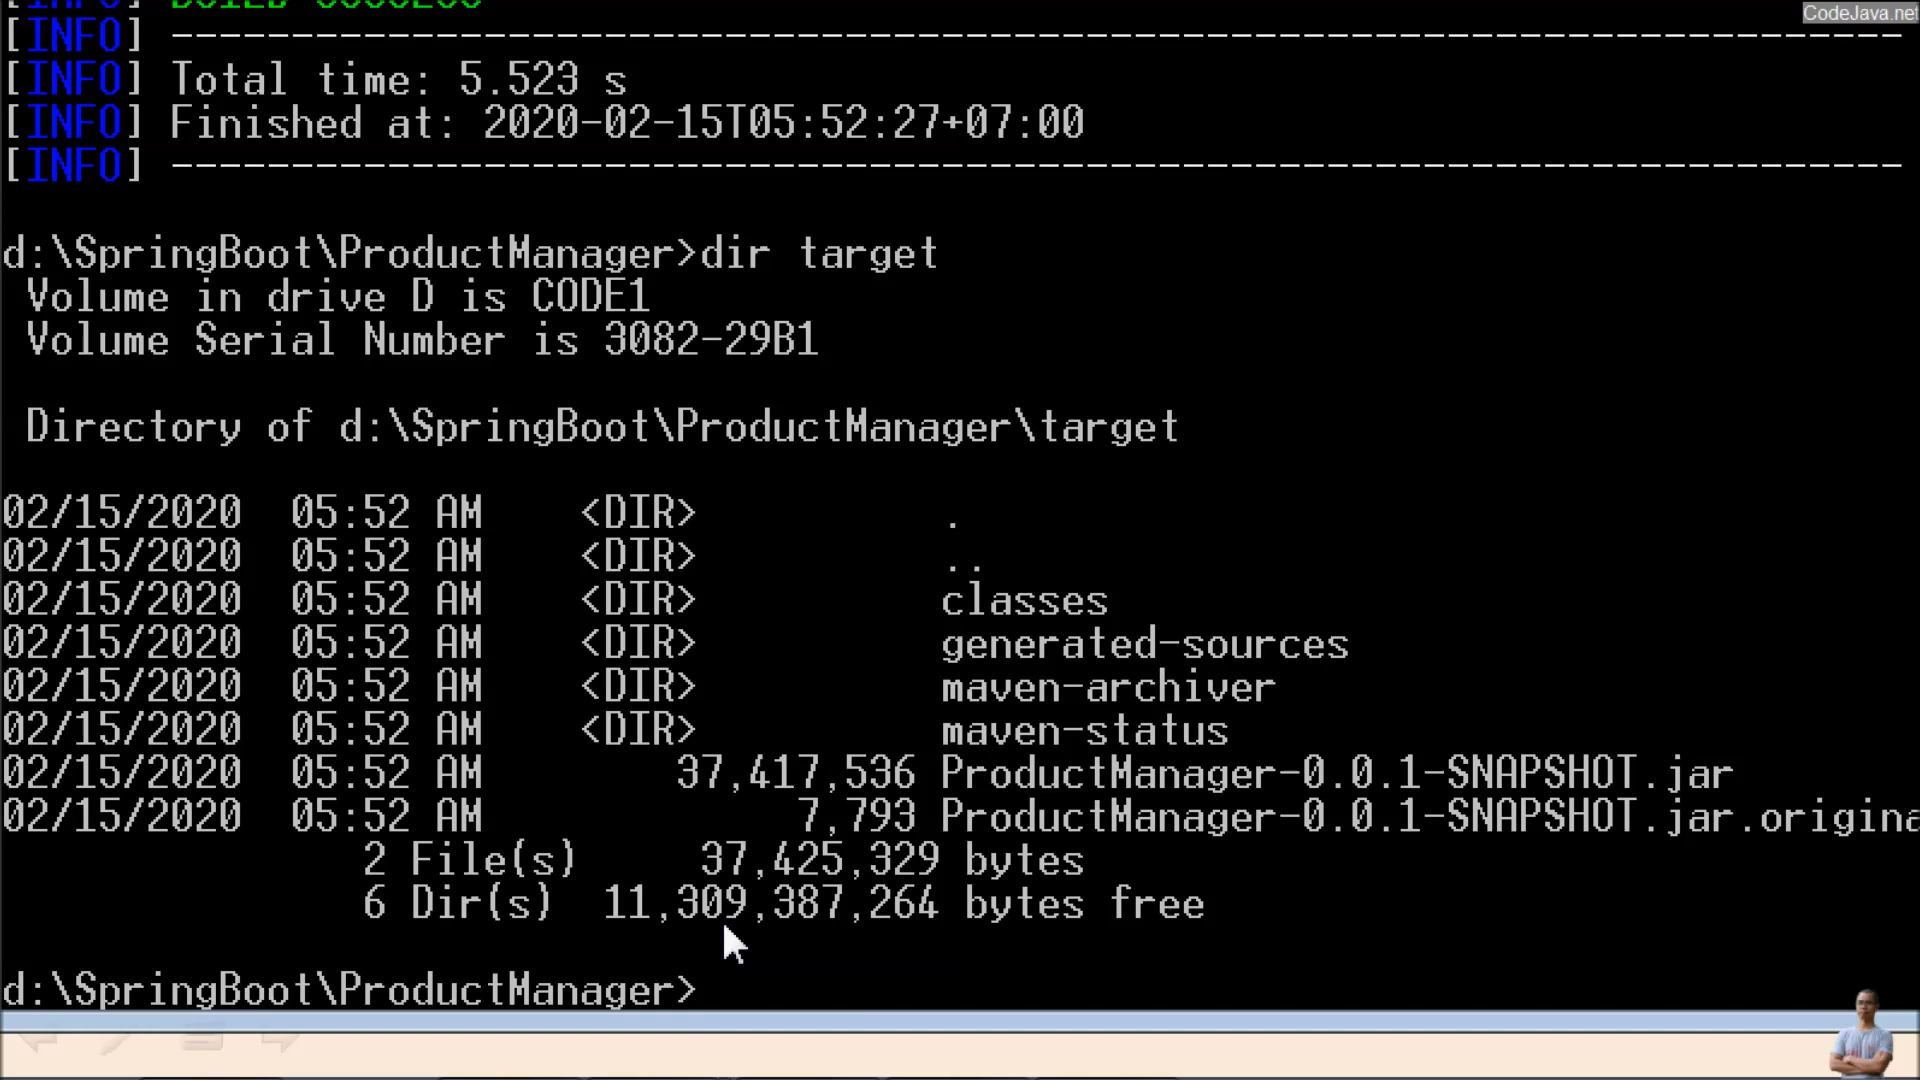 CodeJava.net
[INFO] BUILD SUCCESS
[INFO] ------------------------------------------------------------------------
[INFO] Total time: 5.523 s
[INFO] Finished at: 2020-02-15T05:52:27+07:00
[INFO] ------------------------------------------------------------------------
d:\SpringBoot\ProductManager>dir target
Volume in drive D is CODE1
Volume Serial Number is 3082-29B1
Directory of d:\SpringBoot\ProductManager\target
02/15/2020 05:52 AM <DIR> .
02/15/2020 05:52 AM <DIR> ..
02/15/2020 05:52 AM <DIR> classes
02/15/2020 05:52 AM <DIR> generated-sources
02/15/2020 05:52 AM <DIR> maven-archiver
02/15/2020 05:52 AM <DIR> maven-status
02/15/2020 05:52 AM 37,417,536 ProductManager-0.0.1-SNAPSHOT.jar
02/15/2020 05:52 AM 7,793 ProductManager-0.0.1-SNAPSHOT.jar.origina
2 File(s) 37,425,329 bytes
6 Dir(s) 11,309,387,264 bytes free
d:\SpringBoot\ProductManager>